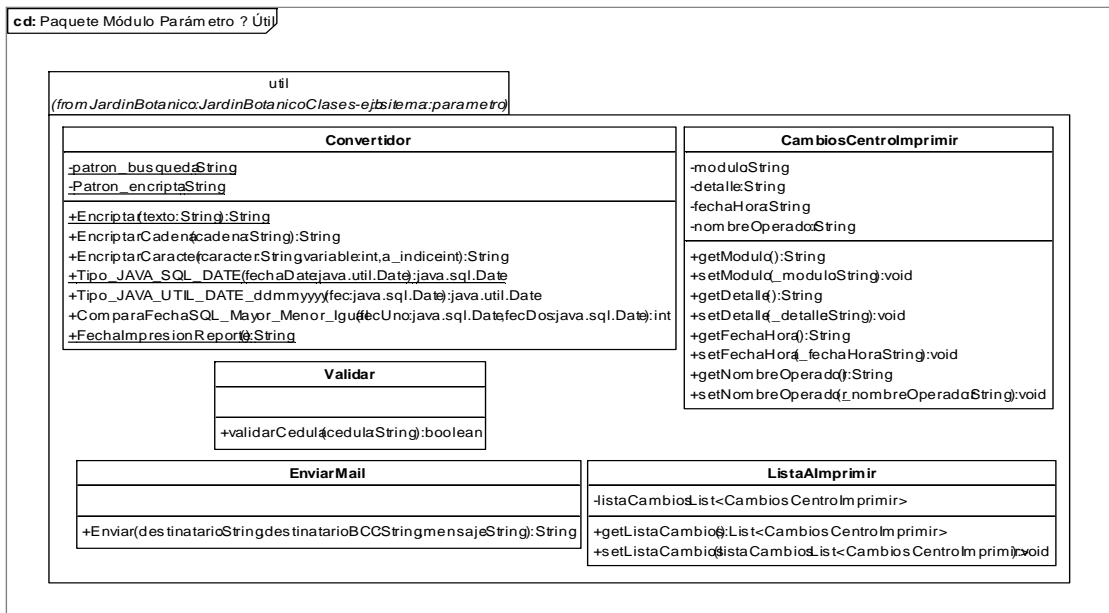 cd: Paquete Módulo Parámetro ? Útil
util
(from JardinBotanico:JardinBotanicoClases-ejb:sitema::parametro)
Convertidor
-patron_busqueda:String
-Patron_encripta:String
+Encriptar(texto:String):String
+EncriptarCadena(cadena:String):String
+EncriptarCaracter(caracter:String,variable:int,a_indice:int):String
+Tipo_JAVA_SQL_DATE(fechaDate:java.util.Date):java.sql.Date
+Tipo_JAVA_UTIL_DATE_ddmmyyyy(fec:java.sql.Date):java.util.Date
+ComparaFechaSQL_Mayor_Menor_Igual(fecUno:java.sql.Date,fecDos:java.sql.Date):int
+FechaImpresionReporte():String
CambiosCentroImprimir
-modulo:String
-detalle:String
-fechaHora:String
-nombreOperador:String
+getModulo():String
+setModulo(_modulo:String):void
+getDetalle():String
+setDetalle(_detalle:String):void
+getFechaHora():String
+setFechaHora(_fechaHora:String):void
+getNombreOperador():String
+setNombreOperador(_nombreOperador:String):void
Validar
+validarCedula(cedula:String):boolean
EnviarMail
+Enviar(destinatario:String,destinatarioBCC:String,mensaje:String):String
ListaAImprimir
-listaCambios:List<CambiosCentroImprimir>
+getListaCambios():List<CambiosCentroImprimir>
+setListaCambios(listaCambios:List<CambiosCentroImprimir>):void